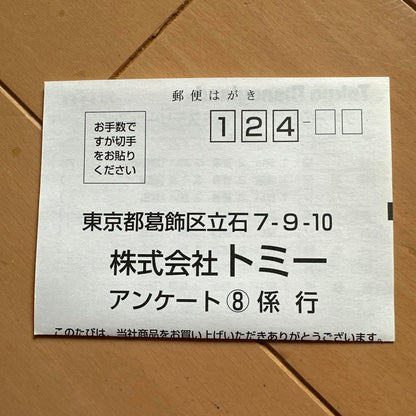 郵便はがき
お手数で
すが切手
をお貼り
ください
124-
東京都葛飾区立石7-9-10
株式会社トミー
アンケート⑧係 行
このたびは、当社商品をお買い上げいただきありがとうございます。